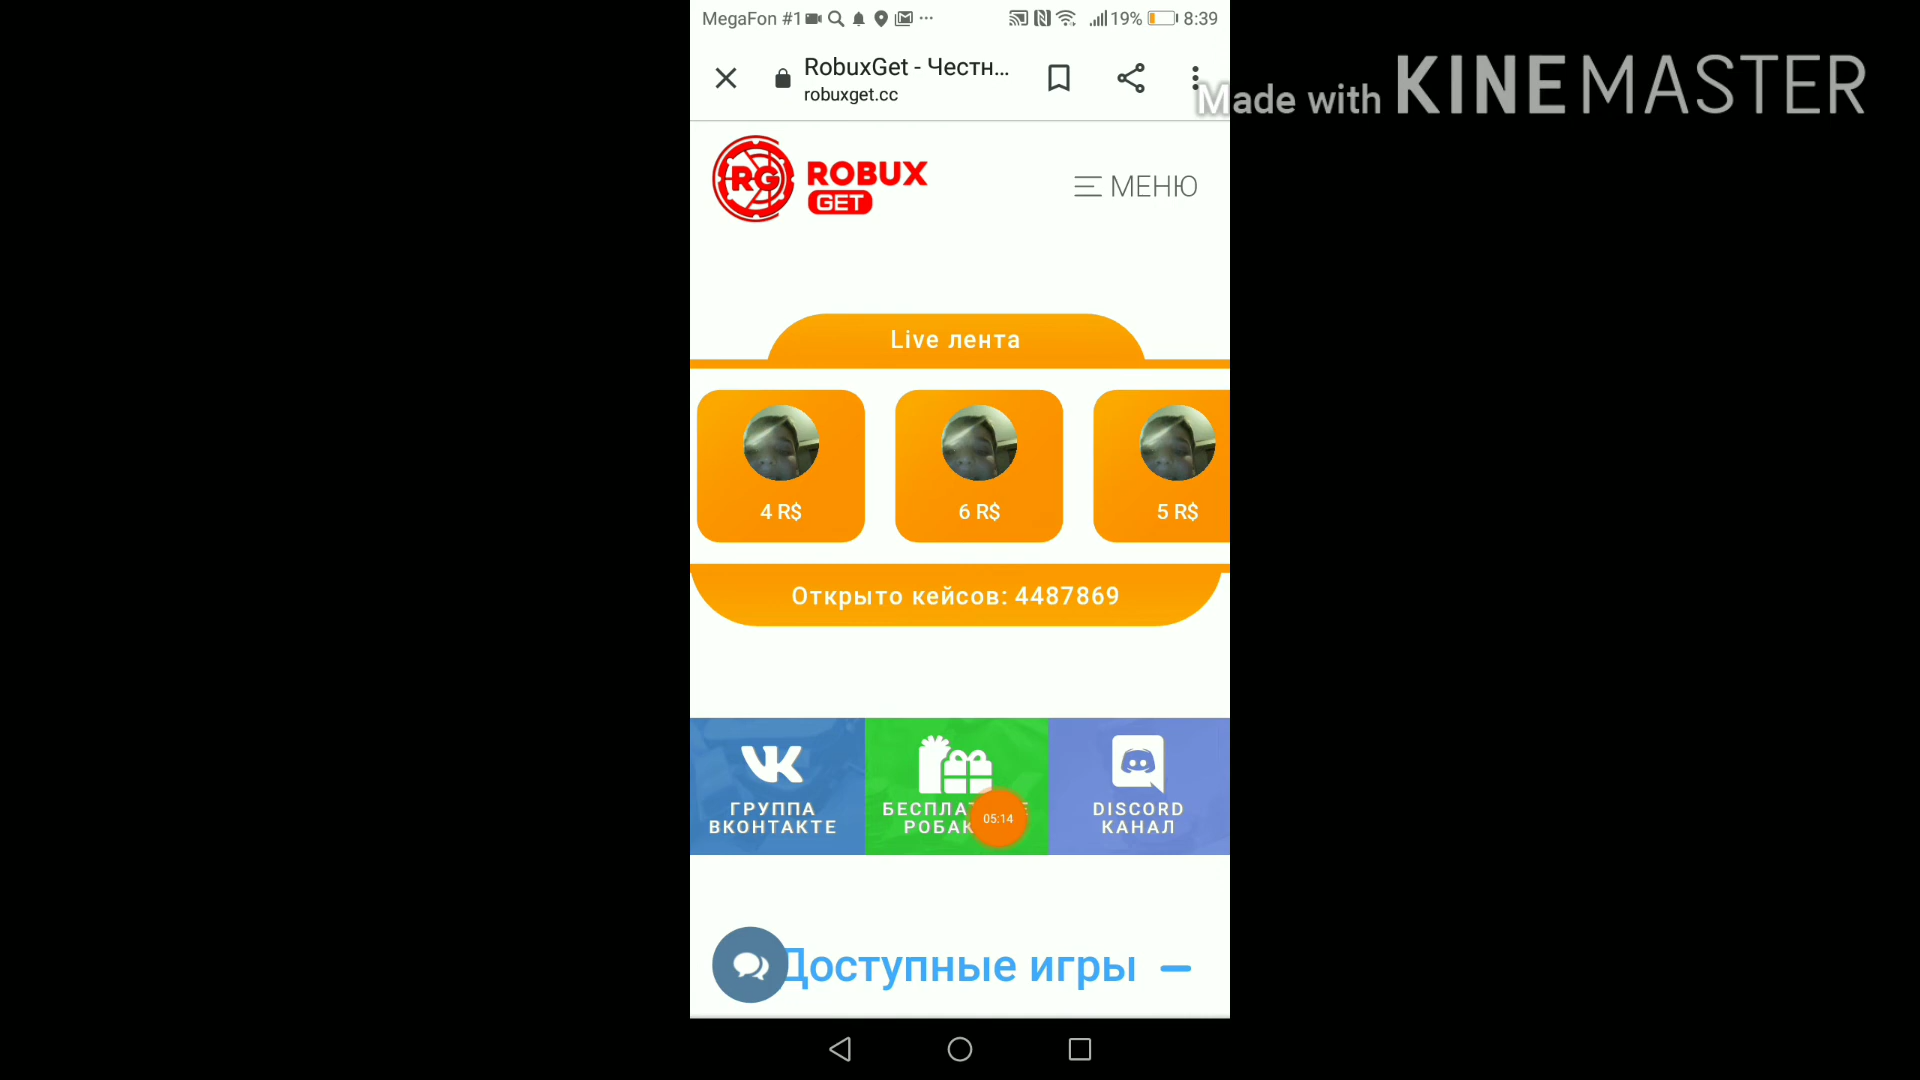 MegaFon #1 19% 8:39
RobuxGet - Честн...
robuxget.cc
Made with KINEMASTER
RG ROBUX
GET
МЕНЮ
Live лента
4 R$ 6 R$ 5 R$
Открыто кейсов: 4487869
ГРУППА
ВКОНТАКТЕ
05:14
DISCORD
КАНАЛ
Доступные игры